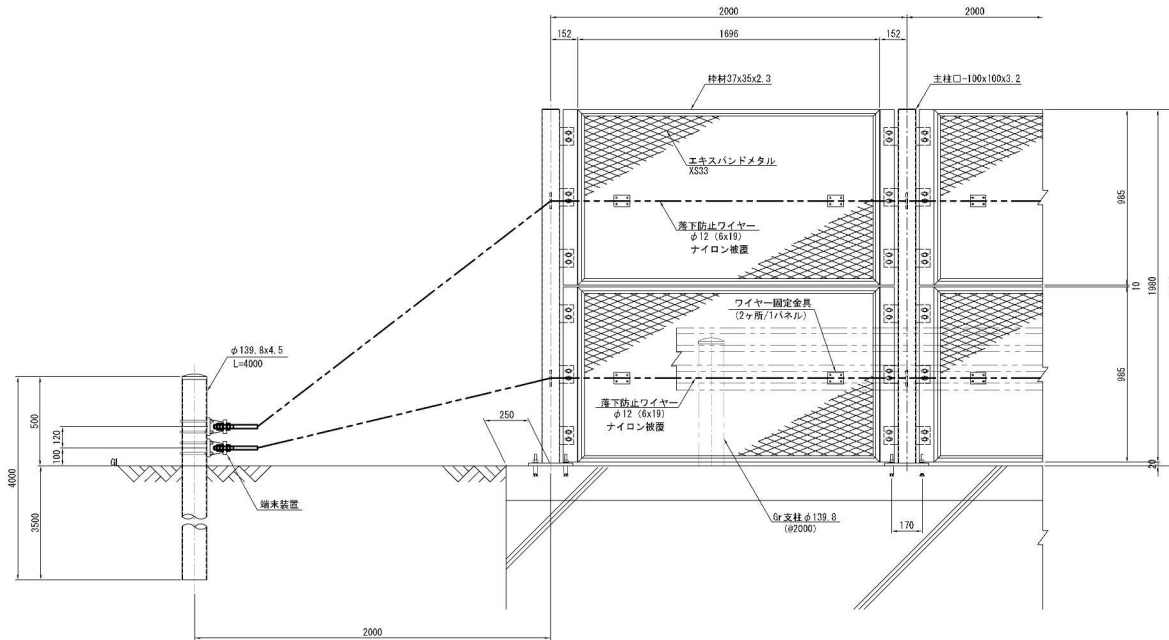 2000
2000
152
1696
152
枠材37x35x2.3
主柱口-100x100x3.2
エキスパンドメタル
XS33
落下防止ワイヤー
φ12 (6x19)
ナイロン被覆
985
10
1980
ワイヤー固定金具
(2ヶ所/1パネル)
φ139.8x4.5
L=4000
985
落下防止ワイヤー
φ12 (6x19)
ナイロン被覆
250
500
120
100
GL
4000
3500
端末装置
20
Gr支柱φ139.8
(@2000)
170
2000